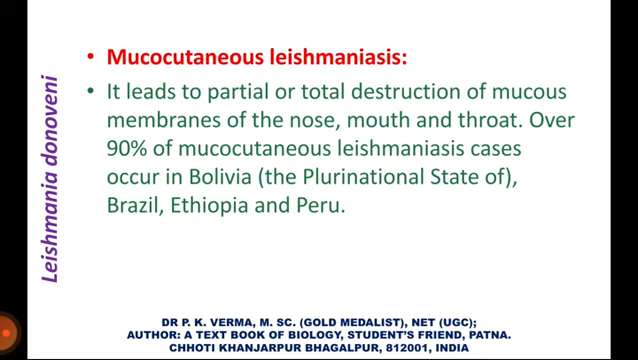 Leishmania donoveni
• Mucocutaneous leishmaniasis:
• It leads to partial or total destruction of mucous
membranes of the nose, mouth and throat. Over
90% of mucocutaneous leishmaniasis cases
occur in Bolivia (the Plurinational State of),
Brazil, Ethiopia and Peru.
DR P. K. VERMA, M. SC. (GOLD MEDALIST), NET (UGC);
AUTHOR: A TEXT BOOK OF BIOLOGY, STUDENT'S FRIEND, PATNA.
CHHOTI KHANJARPUR BHAGALPUR, 812001, INDIA